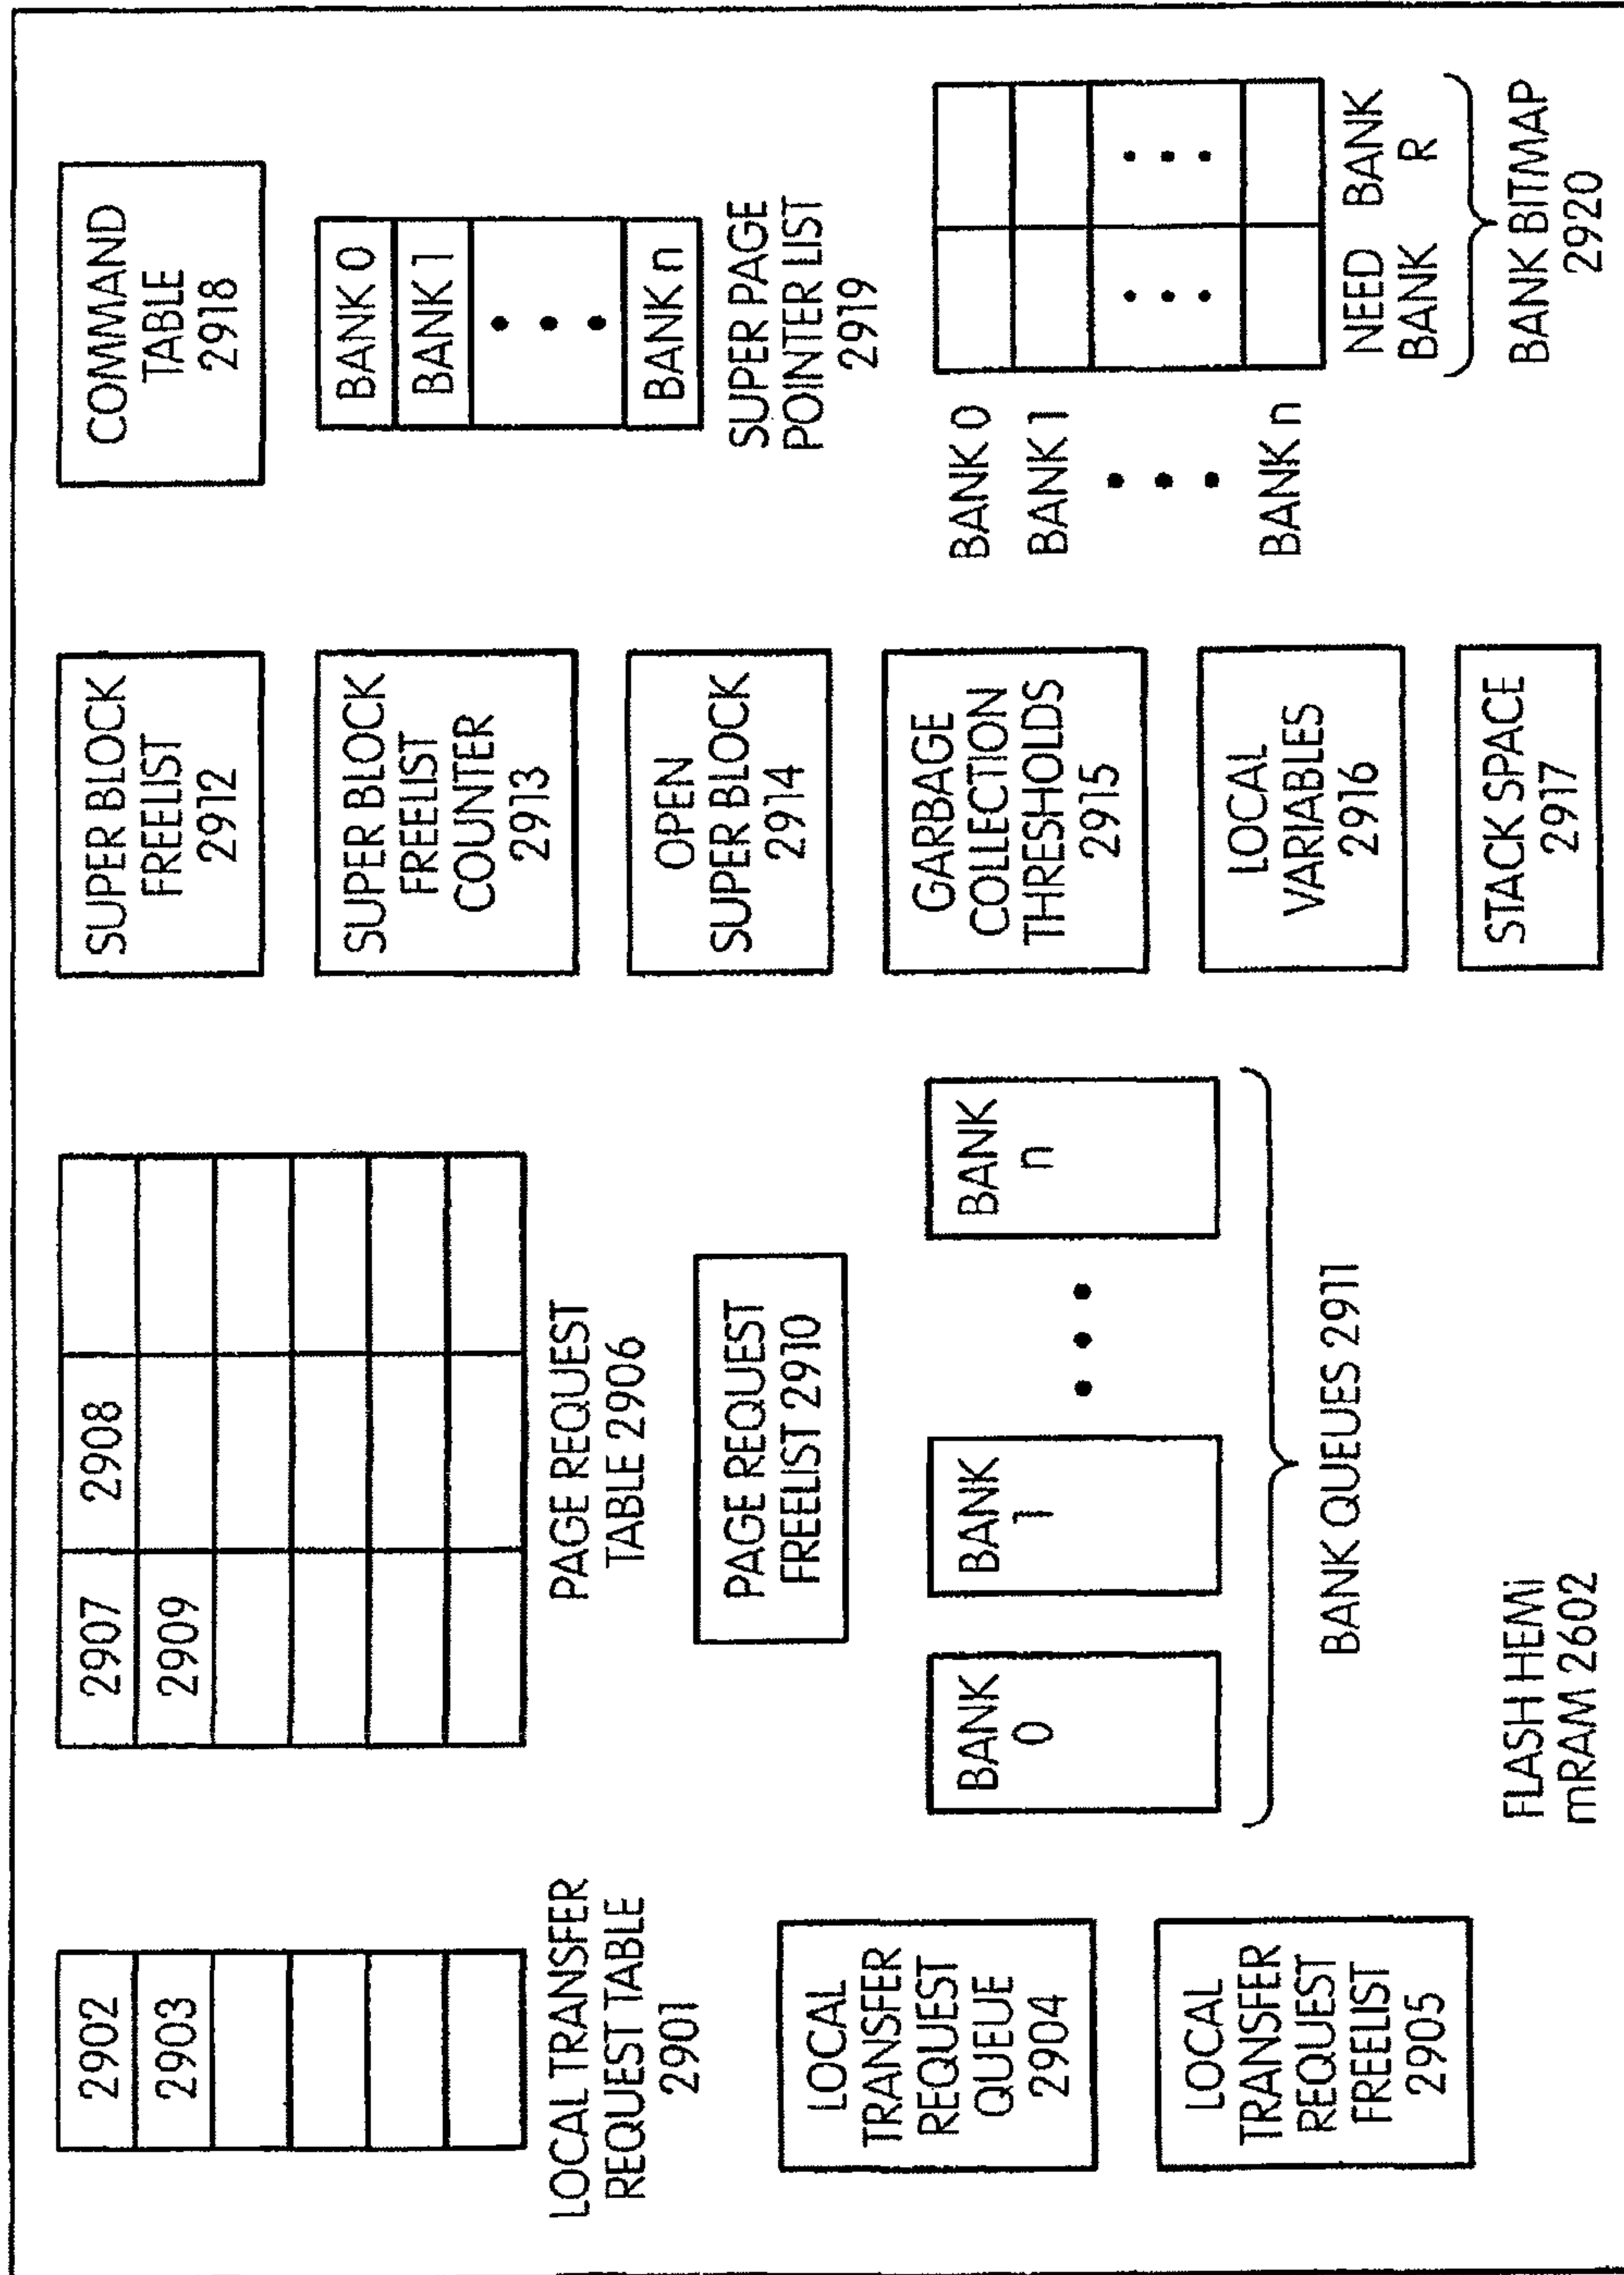 2902
2903
LOCAL TRANSFER
REQUEST TABLE
2901
LOCAL
TRANSFER
REQUEST
QUEUE
2904
LOCAL
TRANSFER
REQUEST
FREELIST
2905
2907
2908
2909
PAGE REQUEST
TABLE 2906
PAGE REQUEST
FREELIST 2910
BANK
0
BANK
1
• • •
BANK
n
BANK QUEUES 2911
FLASH HEMi
mRAM 2602
SUPER BLOCK
FREELIST
2912
SUPER BLOCK
FREELIST
COUNTER
2913
OPEN
SUPER BLOCK
2914
GARBAGE
COLLECTION
THRESHOLDS
2915
LOCAL
VARIABLES
2916
STACK SPACE
2917
COMMAND
TABLE
2918
BANK 0
BANK 1
BANK n
SUPER PAGE
POINTER LIST
2919
BANK 0
BANK 1
BANK n
NEED
BANK
BANK
R
BANK BITMAP
2920